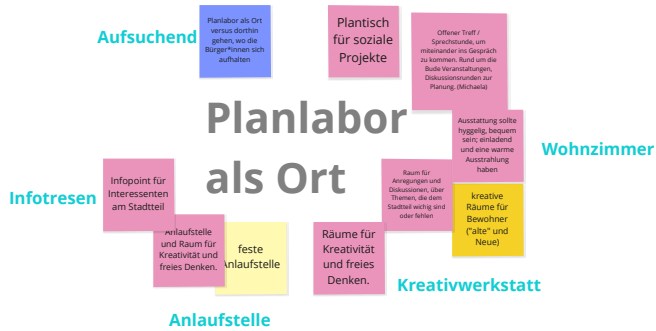 Aufsuchend
Planlabor als Ort
versus dorthin
gehen, wo die
Bürger*innen sich
aufhalten
Plantisch
für soziale
Projekte
Offener Treff /
Sprechstunde, um
miteinander ins Gespräch
zu kommen. Rund um die
Bude Veranstaltungen,
Diskussionsrunden zur
Planung. (Michaela)
Planlabor
als Ort
Ausstattung sollte
hyggelig, bequem
sein; einladend
und eine warme
Ausstrahlung
haben
Wohnzimmer
Infotresen
Infopoint für
Interessenten
am Stadtteil
Raum für
Anregungen und
Diskussionen, über
Themen, die dem
Stadtteil wichig sind
oder fehlen
kreative
Räume für
Bewohner
("alte" und
Neue)
Anlaufstelle
und Raum für
Kreativität und
freies Denken.
feste
Anlaufstelle
Räume für
Kreativität
und freies
Denken.
Kreativwerkstatt
Anlaufstelle